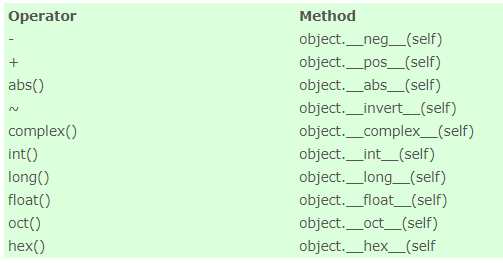 Operator Method
- object.__neg__(self)
+ object.__pos__(self)
abs() object.__abs__(self)
~ object.__invert__(self)
complex() object.__complex__(self)
int() object.__int__(self)
long() object.__long__(self)
float() object.__float__(self)
oct() object.__oct__(self)
hex() object.__hex__(self